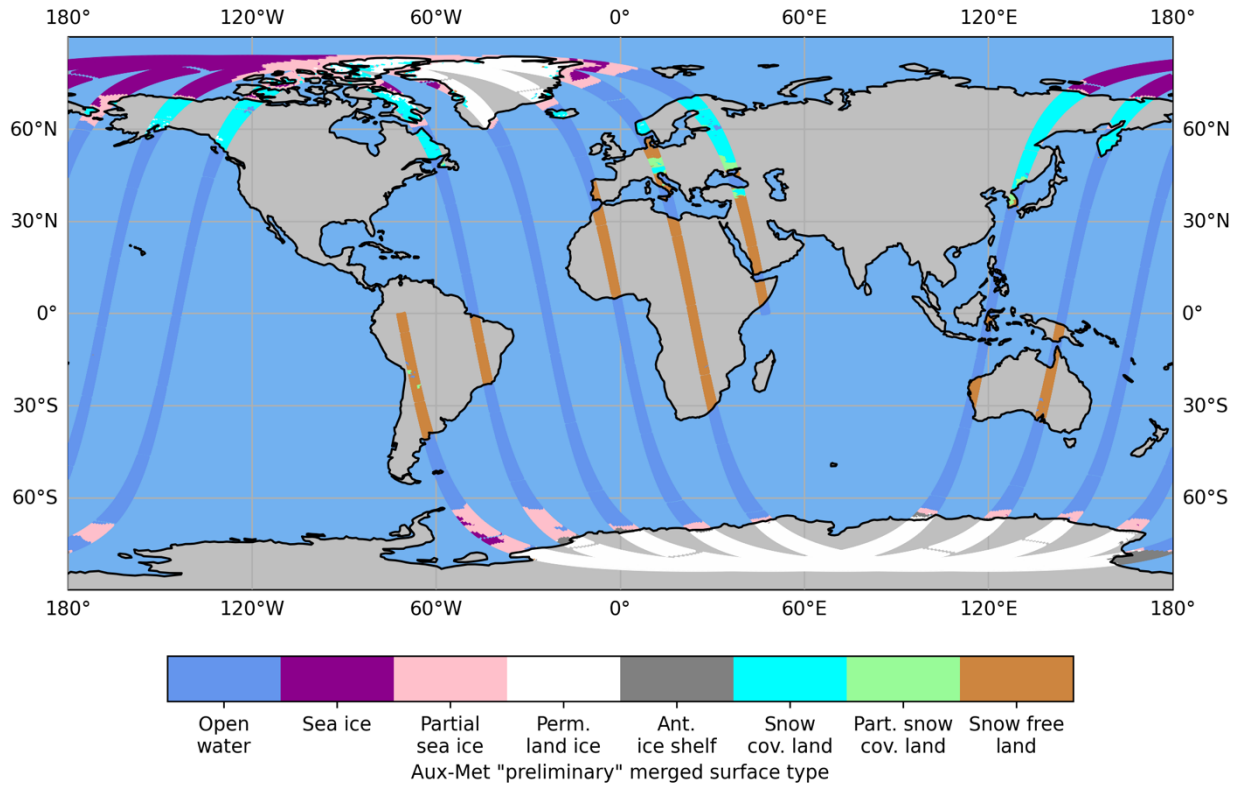 180° 120°W 60°W 0° 60°E 120°E 180°
60°N 60°N
30°N 30°N
0° 0°
30°S 30°S
60°S 60°S
180° 120°W 60°W 0° 60°E 120°E 180°
Open water
Sea ice
Partial sea ice
Perm. land ice
Ant. ice shelf
Snow cov. land
Part. snow cov. land
Snow free land
Aux-Met "preliminary" merged surface type